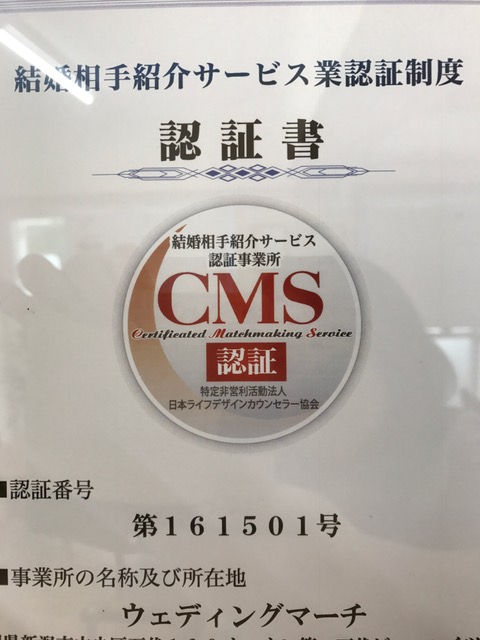 結婚相手紹介サービス業認証制度
認証書
結婚相手紹介サービス
認証事業所
CMS
Certificated Matchmaking Service
認証
特定非営利活動法人
日本ライフデザインカウンセラー協会
■認証番号
第161501号
■事業所の名称及び所在地
ウェディングマーチ